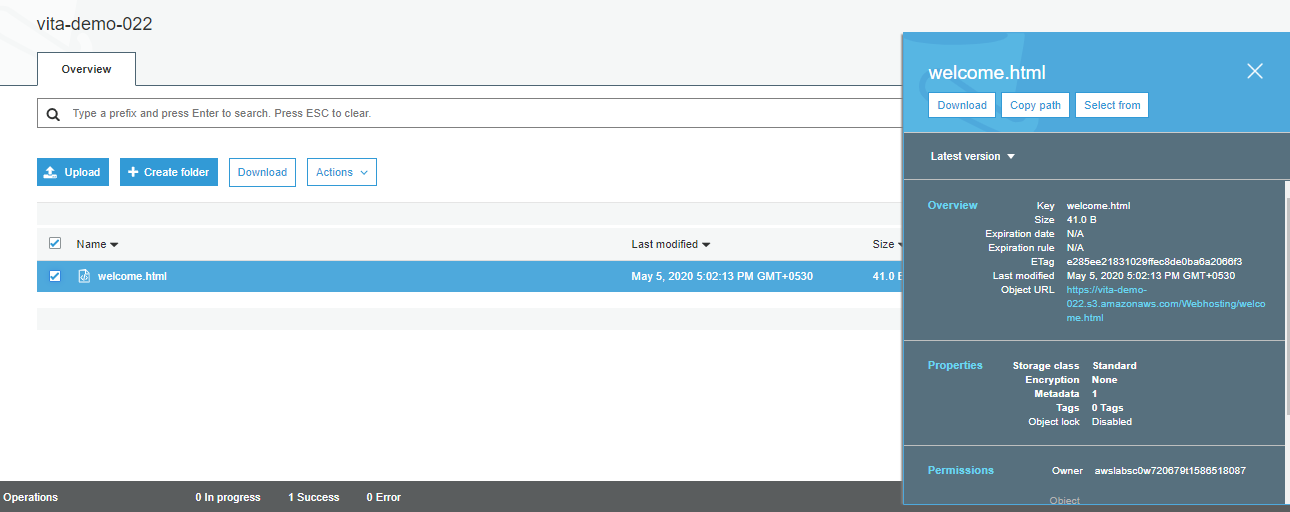 vita-demo-022
Overview
Type a prefix and press Enter to search. Press ESC to clear.
Upload
Create folder
Download
Actions
Name
Last modified
Size
welcome.html
May 5, 2020 5:02:13 PM GMT+0530
41.0 B
welcome.html
Download
Copy path
Select from
Latest version
Overview
Key welcome.html
Size 41.0 B
Expiration date N/A
Expiration rule N/A
ETag e285ee21831029ffec8de0ba6a2066f3
Last modified May 5, 2020 5:02:13 PM GMT+0530
Object URL https://vita-demo-
022.s3.amazonaws.com/Webhosting/welco
me.html
Properties
Storage class Standard
Encryption None
Metadata 1
Tags 0 Tags
Object lock Disabled
Permissions
Owner awslabsc0w720679t1586518087
Object
Operations 0 In progress 1 Success 0 Error